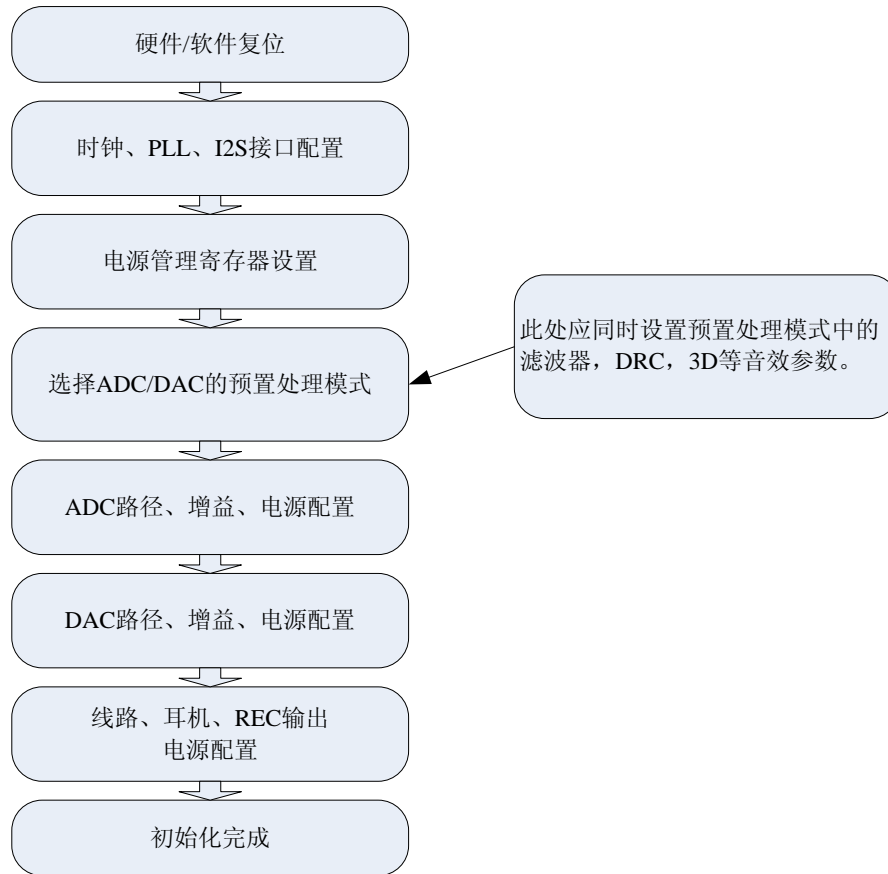 硬件/软件复位
时钟、PLL、I2S接口配置
电源管理寄存器设置
选择ADC/DAC的预置处理模式
此处应同时设置预置处理模式中的
滤波器，DRC，3D等音效参数。
ADC路径、增益、电源配置
DAC路径、增益、电源配置
线路、耳机、REC输出
电源配置
初始化完成